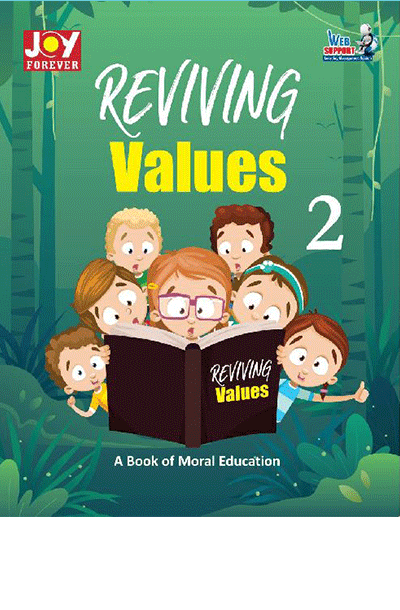 JOY
FOREVER
WEB
SUPPORT
REVIVING
Values
2
REVIVING
Values
A Book of Moral Education